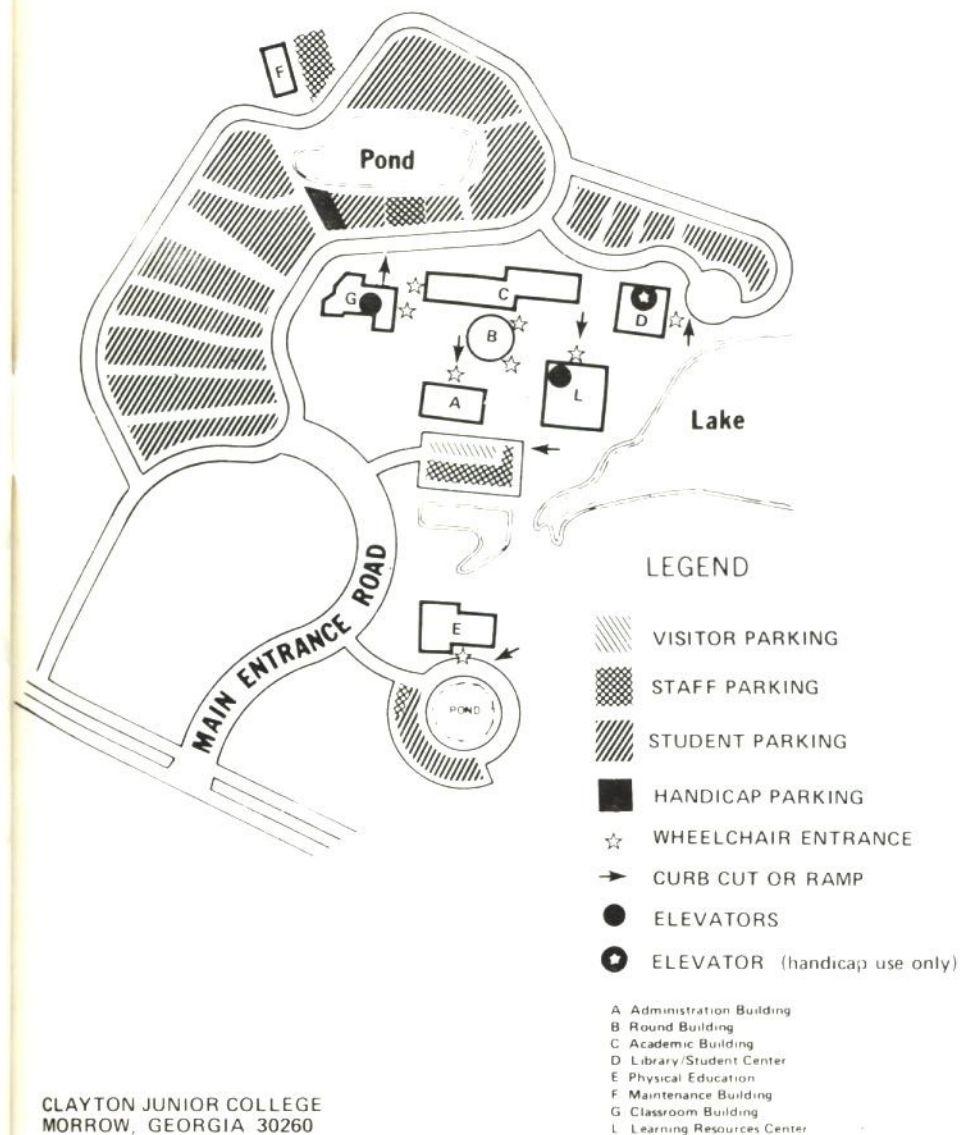 F
Pond
G
C
D
B
A
L
Lake
MAIN ENTRANCE ROAD
E
POND
LEGEND
VISITOR PARKING
STAFF PARKING
STUDENT PARKING
HANDICAP PARKING
WHEELCHAIR ENTRANCE
CURB CUT OR RAMP
ELEVATORS
ELEVATOR (handicap use only)
A Administration Building
B Round Building
C Academic Building
D Library/Student Center
E Physical Education
F Maintenance Building
G Classroom Building
L Learning Resources Center
CLAYTON JUNIOR COLLEGE
MORROW, GEORGIA 30260